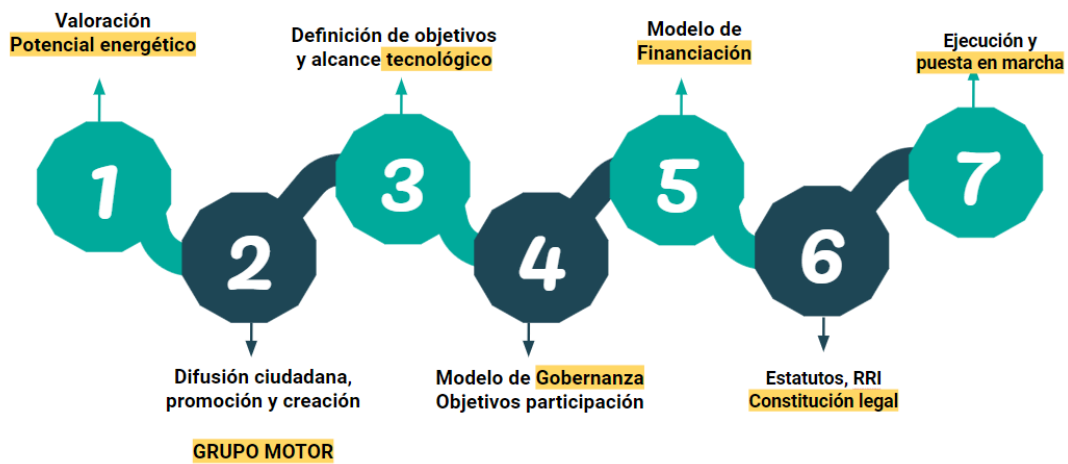 Valoración
Potencial energético
1
Difusión ciudadana,
promoción y creación
GRUPO MOTOR
2
Definición de objetivos
y alcance tecnológico
3
Modelo de Gobernanza
Objetivos participación
4
Modelo de
Financiación
5
Estatutos, RRI
Constitución legal
6
Ejecución y
puesta en marcha
7